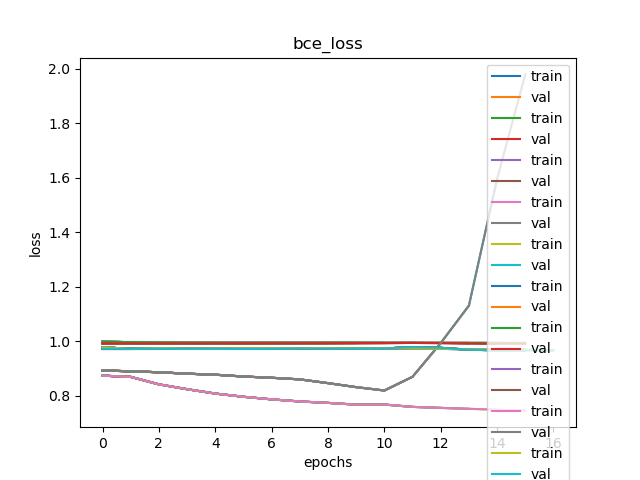 bce_loss
2.0
1.8
1.6
1.4
1.2
1.0
0.8
loss
0
2
4
6
8
10
12
14
16
epochs
train
val
train
val
train
val
train
val
train
val
train
val
train
val
train
val
train
val
train
val